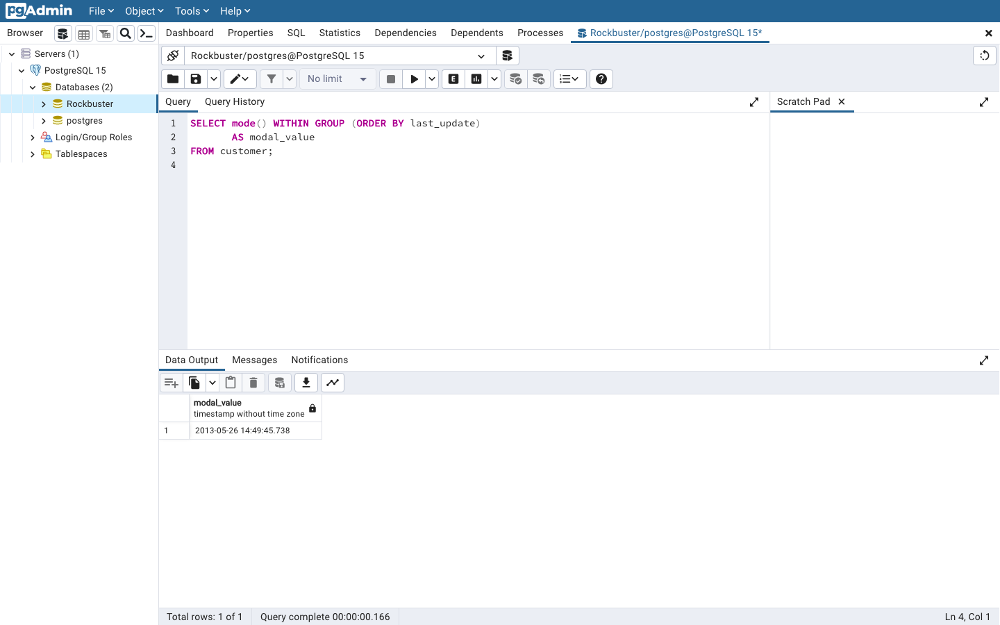 pgAdmin File Object Tools Help
Browser
Dashboard Properties SQL Statistics Dependencies Dependents Processes Rockbuster/postgres@PostgreSQL 15*
Servers (1)
PostgreSQL 15
Databases (2)
Rockbuster
postgres
Login/Group Roles
Tablespaces
Rockbuster/postgres@PostgreSQL 15
No limit
E
Query Query History
Scratch Pad
1 SELECT mode() WITHIN GROUP (ORDER BY last_update)
2 AS modal_value
3 FROM customer;
4
Data Output Messages Notifications
modal_value
timestamp without time zone
1 2013-05-26 14:49:45.738
Total rows: 1 of 1 Query complete 00:00:00.166 Ln 4, Col 1